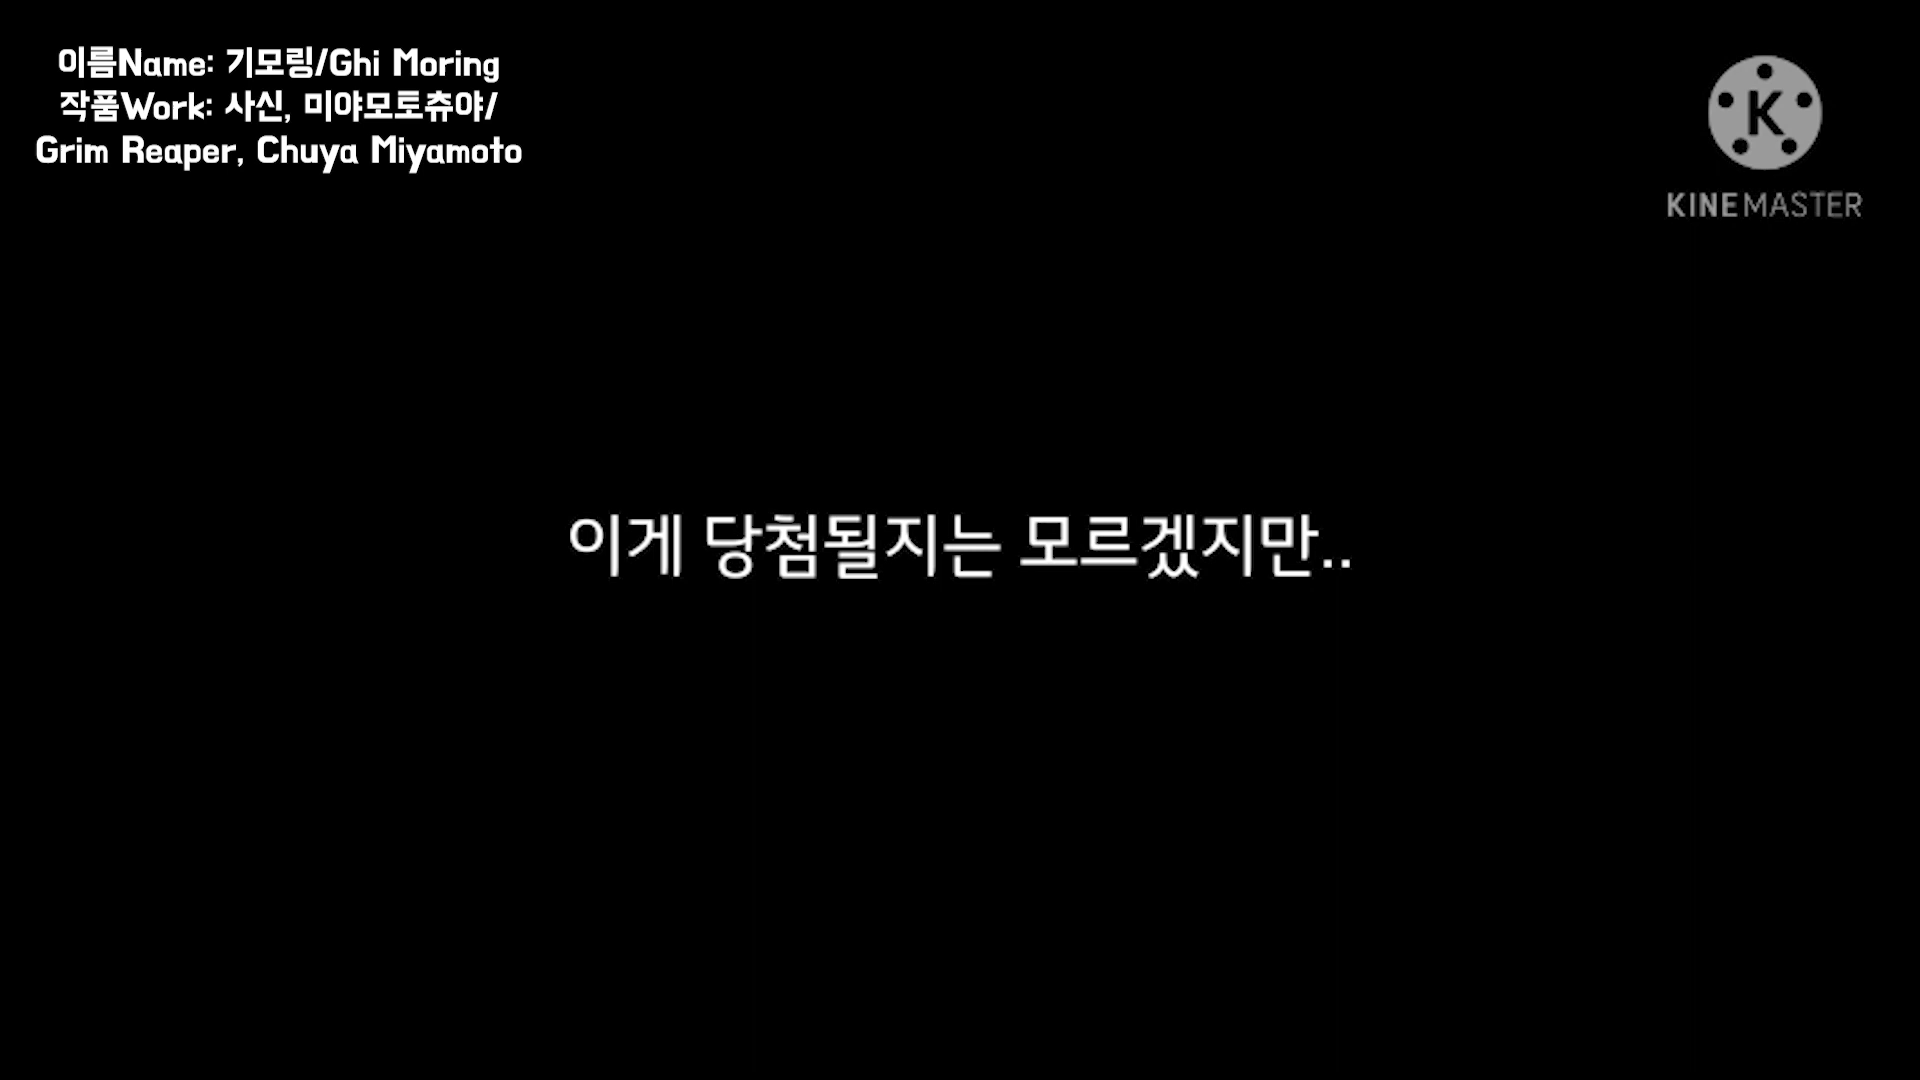 이름Name: 기모링/Ghi Moring
작품Work: 사신, 미야모토츄야/
Grim Reaper, Chuya Miyamoto
K
KINEMASTER
이게 당첨될지는 모르겠지만..